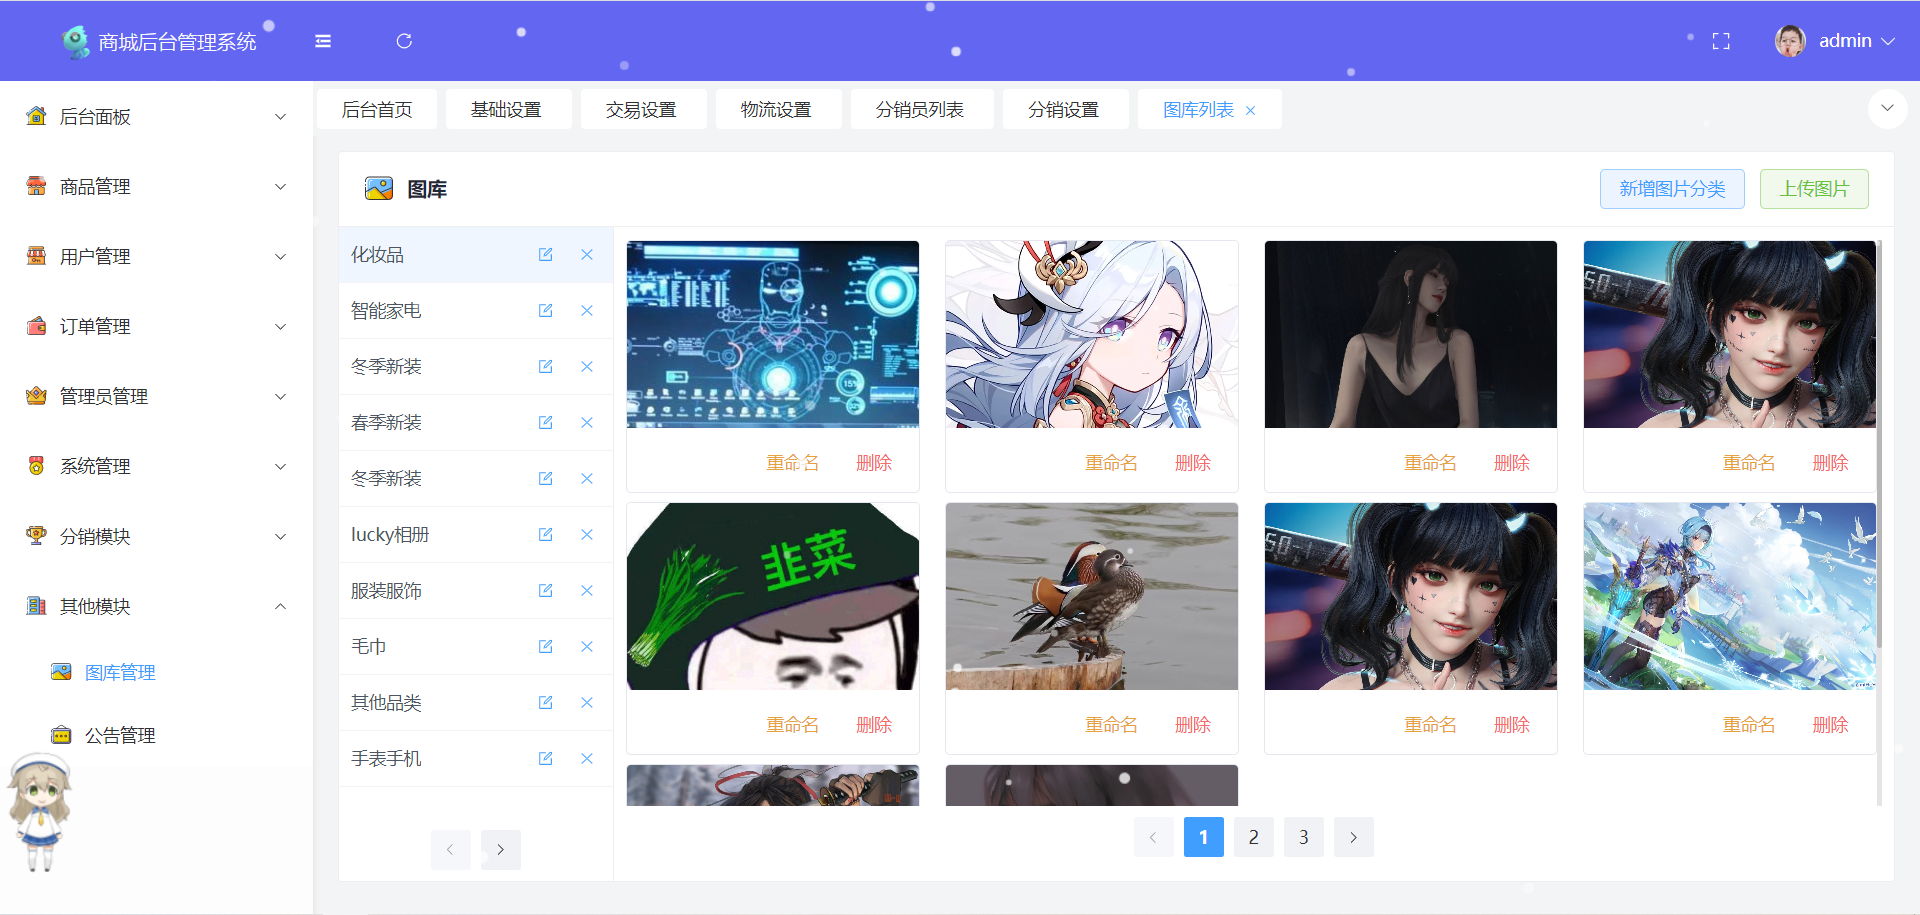 商城后台管理系统
admin
后台面板
商品管理
用户管理
订单管理
管理员管理
系统管理
分销模块
其他模块
图库管理
公告管理
后台首页
基础设置
交易设置
物流设置
分销员列表
分销设置
图库列表
图库
新增图片分类
上传图片
化妆品
智能家电
冬季新装
春季新装
冬季新装
lucky相册
服装服饰
毛巾
其他品类
手表手机
15%
重命名 删除
重命名 删除
重命名 删除
重命名 删除
韭菜
重命名 删除
重命名 删除
重命名 删除
重命名 删除
1 2 3